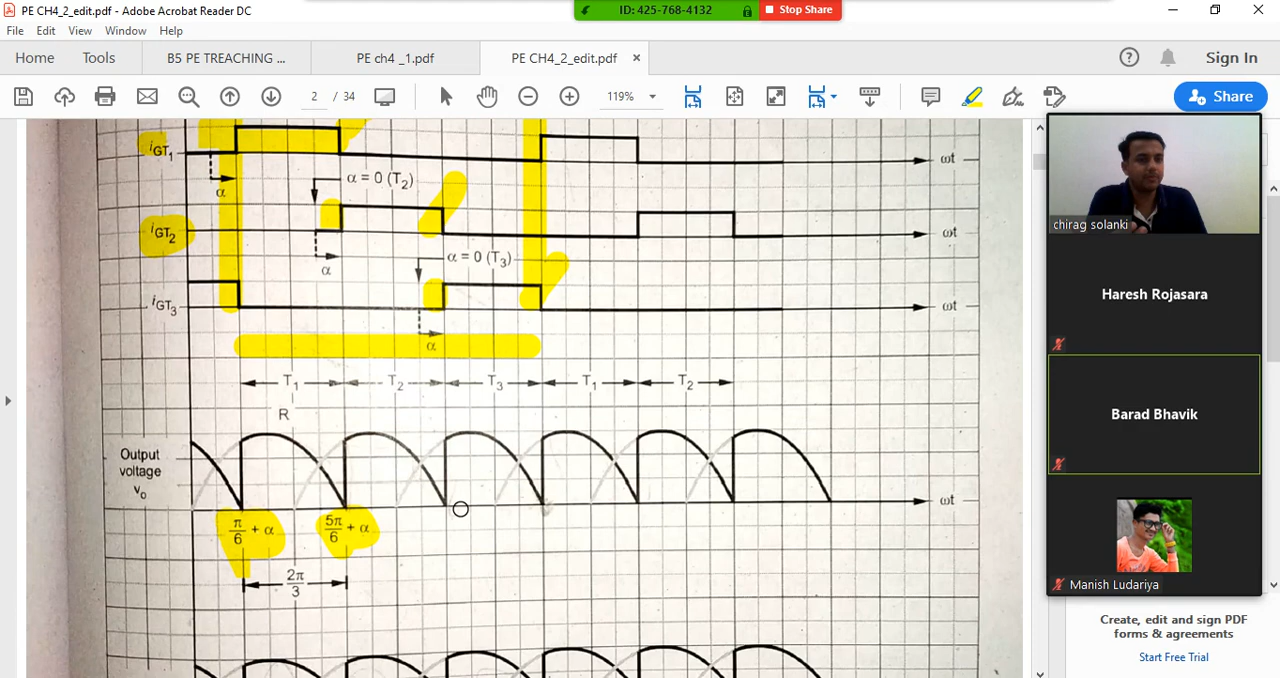 PE CH4_2_edit.pdf - Adobe Acrobat Reader DC
ID: 425-768-4132
Stop Share
File Edit View Window Help
Home Tools B5 PE TREACHING ... PE ch4 _1.pdf PE CH4_2_edit.pdf × ? Sign In
2 / 34 119% Share
iGT1 α ωt
α = 0 (T2)
iGT2 α ωt
α = 0 (T3)
iGT3 α ωt
T1 T2 T3 T1 T2
R
Output
voltage
vo
ωt
π/6 + α 5π/6 + α
2π/3
chirag solanki
Haresh Rojasara
Barad Bhavik
Manish Ludariya
Create, edit and sign PDF
forms & agreements
Start Free Trial